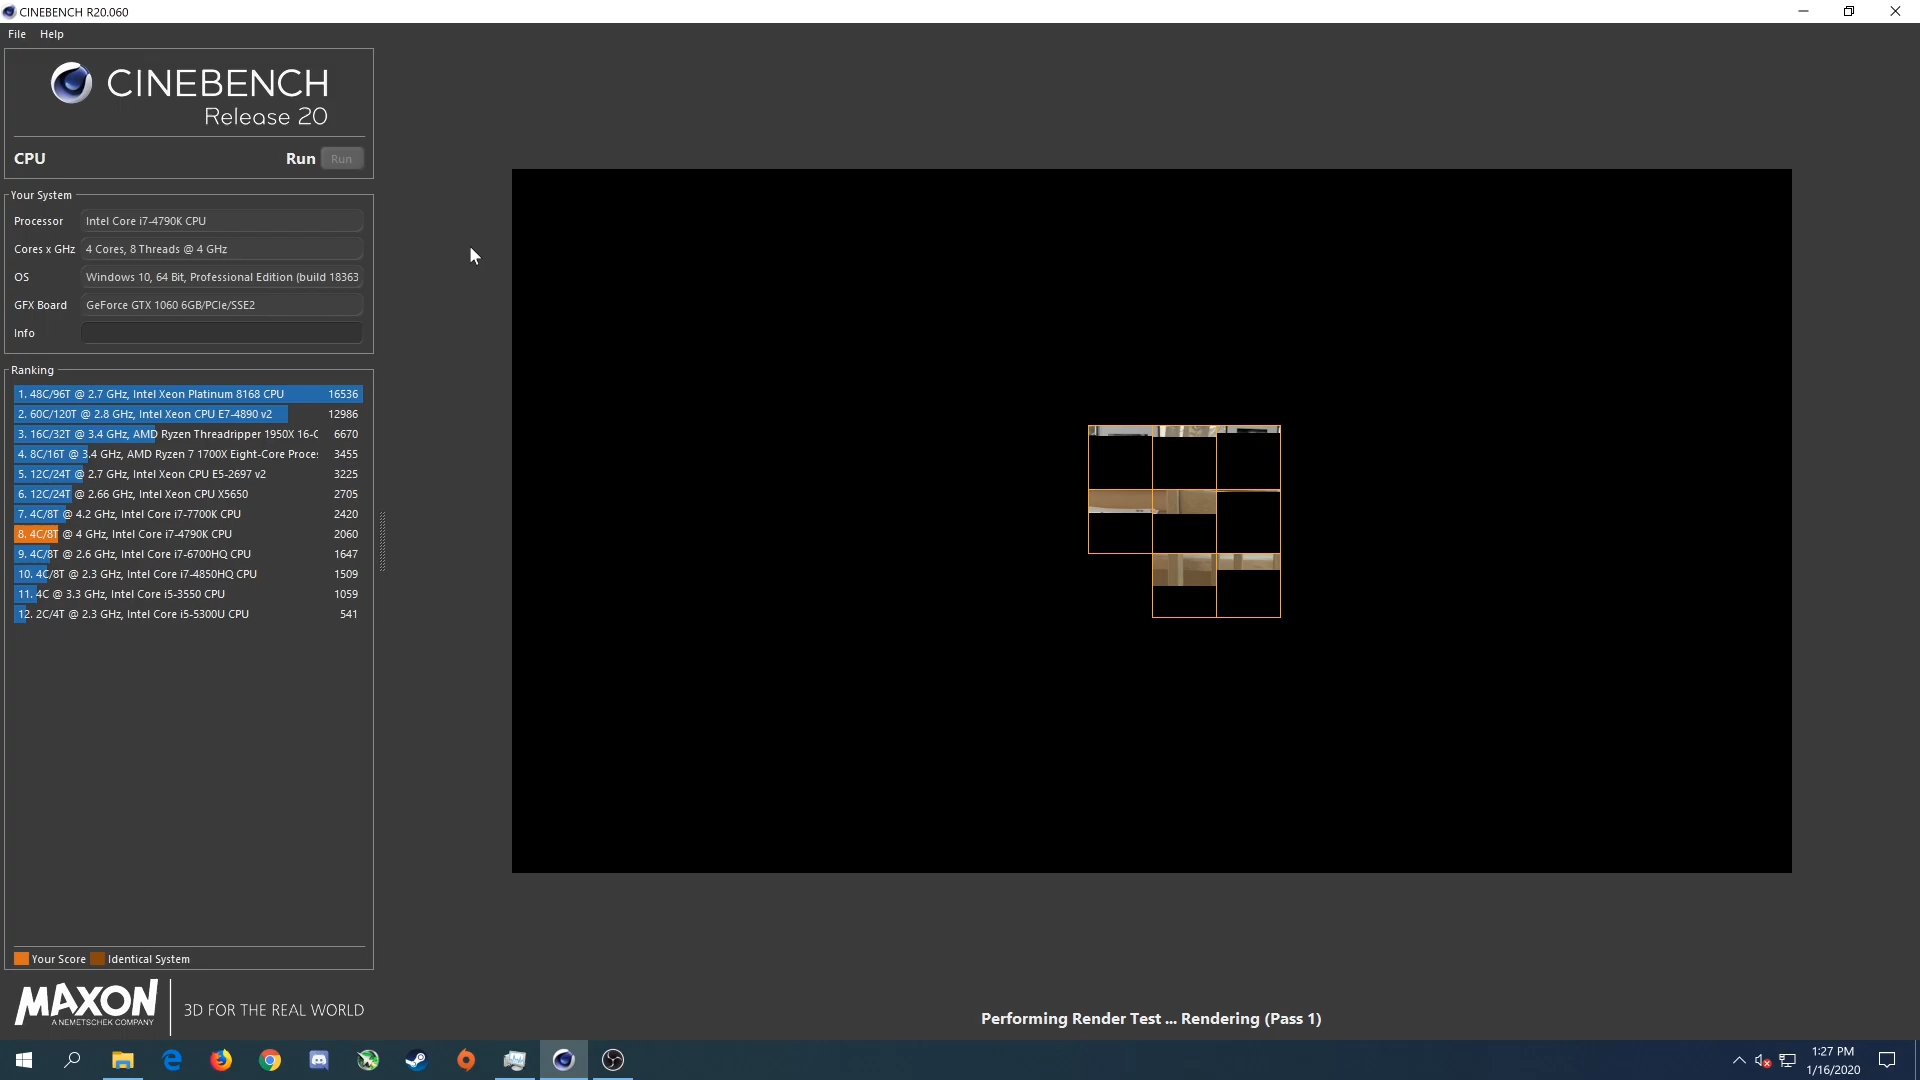 CINEBENCH R20.060
File Help
CINEBENCH
Release 20
CPU Run Run
Your System
Processor Intel Core i7-4790K CPU
Cores x GHz 4 Cores, 8 Threads @ 4 GHz
OS Windows 10, 64 Bit, Professional Edition (build 18363
GFX Board GeForce GTX 1060 6GB/PCIe/SSE2
Info
Ranking
1. 48C/96T @ 2.7 GHz, Intel Xeon Platinum 8168 CPU 16536
2. 60C/120T @ 2.8 GHz, Intel Xeon CPU E7-4890 v2 12986
3. 16C/32T @ 3.4 GHz, AMD Ryzen Threadripper 1950X 16-C 6670
4. 8C/16T @ 3.4 GHz, AMD Ryzen 7 1700X Eight-Core Proce: 3455
5. 12C/24T @ 2.7 GHz, Intel Xeon CPU E5-2697 v2 3225
6. 12C/24T @ 2.66 GHz, Intel Xeon CPU X5650 2705
7. 4C/8T @ 4.2 GHz, Intel Core i7-7700K CPU 2420
8. 4C/8T @ 4 GHz, Intel Core i7-4790K CPU 2060
9. 4C/8T @ 2.6 GHz, Intel Core i7-6700HQ CPU 1647
10. 4C/8T @ 2.3 GHz, Intel Core i7-4850HQ CPU 1509
11. 4C @ 3.3 GHz, Intel Core i5-3550 CPU 1059
12. 2C/4T @ 2.3 GHz, Intel Core i5-5300U CPU 541
Your Score Identical System
MAXON
A NEMETSCHEK COMPANY
3D FOR THE REAL WORLD
Performing Render Test ... Rendering (Pass 1)
1:27 PM
1/16/2020